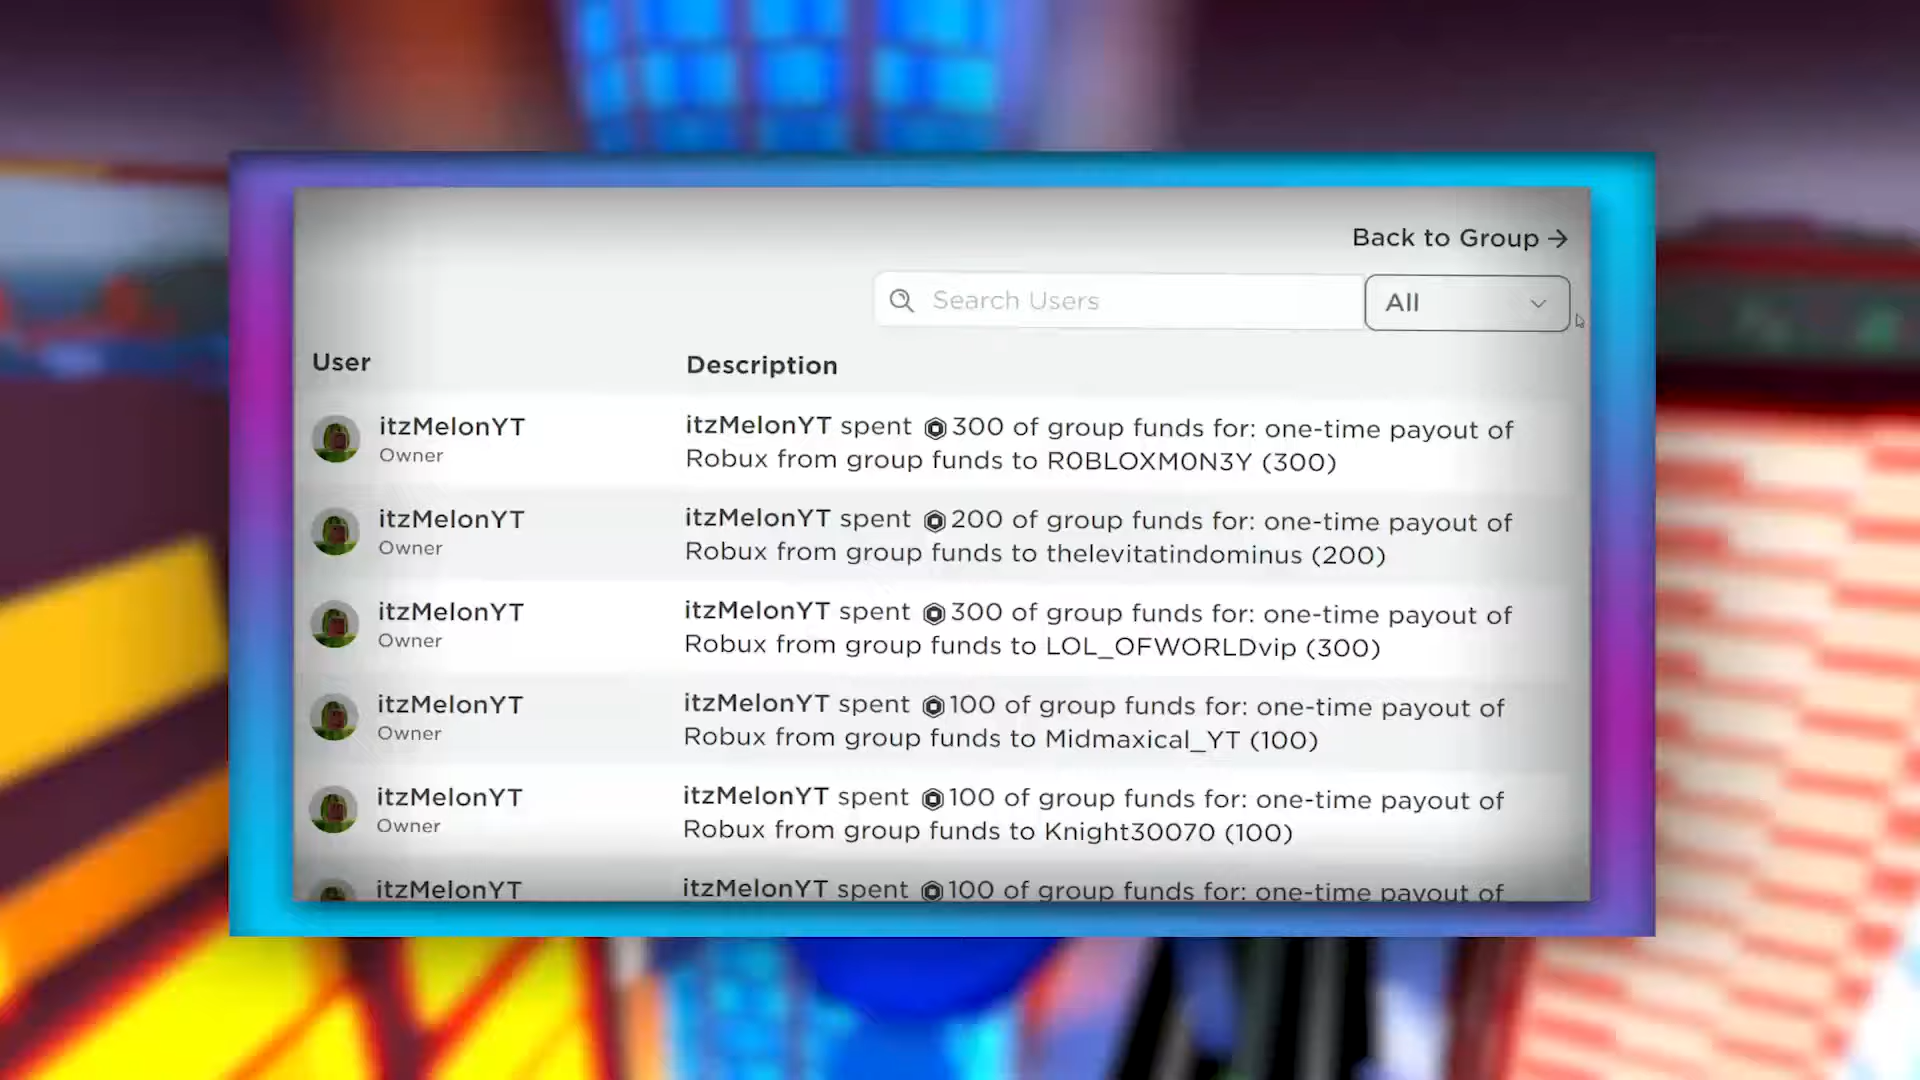 Back to Group
Search Users
All
User Description
itzMelonYT
Owner
itzMelonYT spent 300 of group funds for: one-time payout of
Robux from group funds to R0BLOXM0N3Y (300)
itzMelonYT
Owner
itzMelonYT spent 200 of group funds for: one-time payout of
Robux from group funds to thelevitatindominus (200)
itzMelonYT
Owner
itzMelonYT spent 300 of group funds for: one-time payout of
Robux from group funds to LOL_OFWORLDvip (300)
itzMelonYT
Owner
itzMelonYT spent 100 of group funds for: one-time payout of
Robux from group funds to Midmaxical_YT (100)
itzMelonYT
Owner
itzMelonYT spent 100 of group funds for: one-time payout of
Robux from group funds to Knight30070 (100)
itzMelonYT
itzMelonYT spent 100 of group funds for: one-time payout of